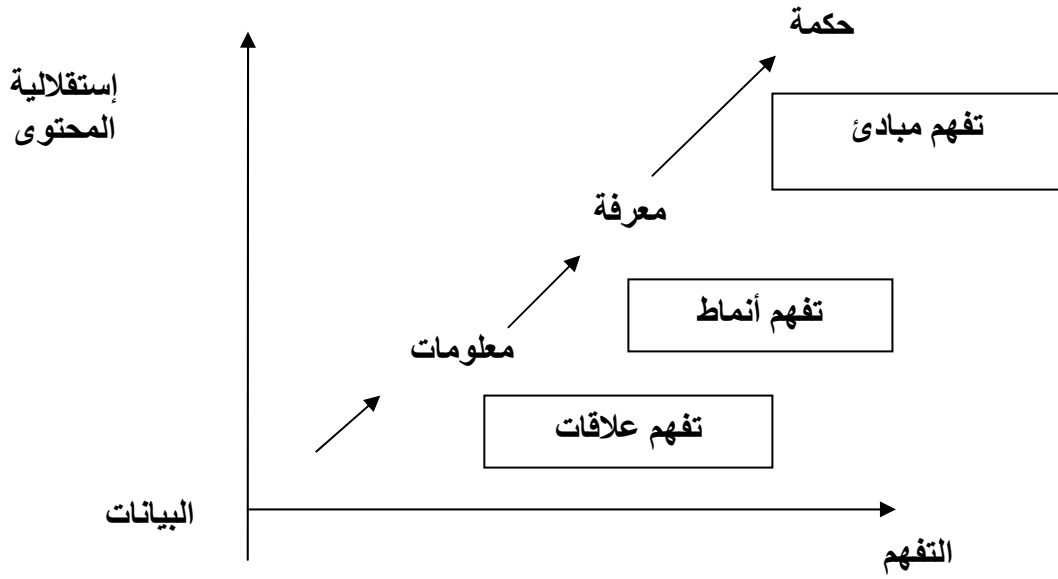 حكمة
إستقلالية
المحتوى
تفهم مبادئ
معرفة
تفهم أنماط
معلومات
تفهم علاقات
البيانات
التفهم